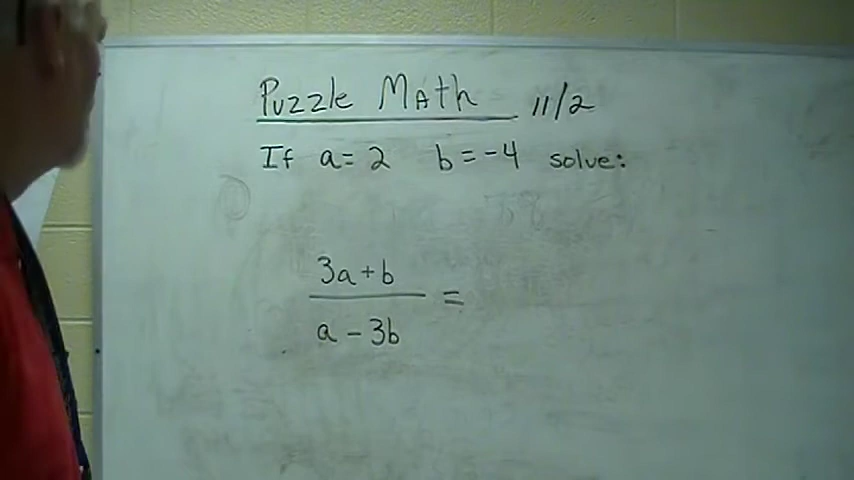 Puzzle Math 11/2
If a=2 b=-4 solve:
3a+b
a-3b
=